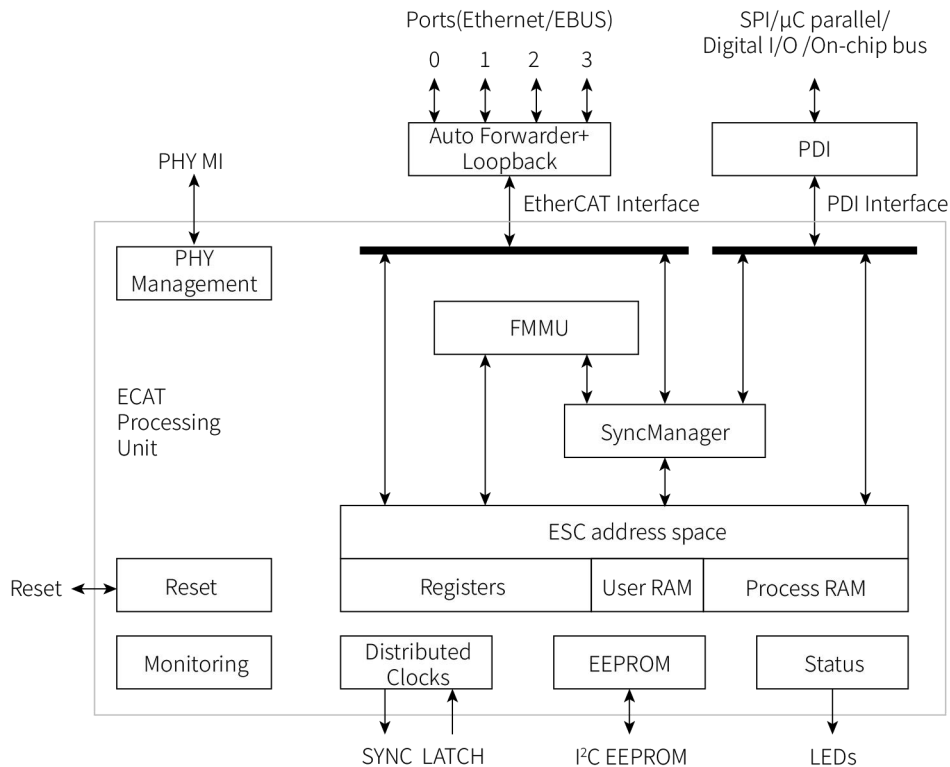 Ports(Ethernet/EBUS)
0 1 2 3
SPI/μC parallel/
Digital I/O /On-chip bus
Auto Forwarder+
Loopback
PDI
PHY MI
EtherCAT Interface
PDI Interface
PHY
Management
FMMU
ECAT
Processing
Unit
SyncManager
ESC address space
Reset
Reset
Registers
User RAM
Process RAM
Monitoring
Distributed
Clocks
EEPROM
Status
SYNC LATCH
I²C EEPROM
LEDs